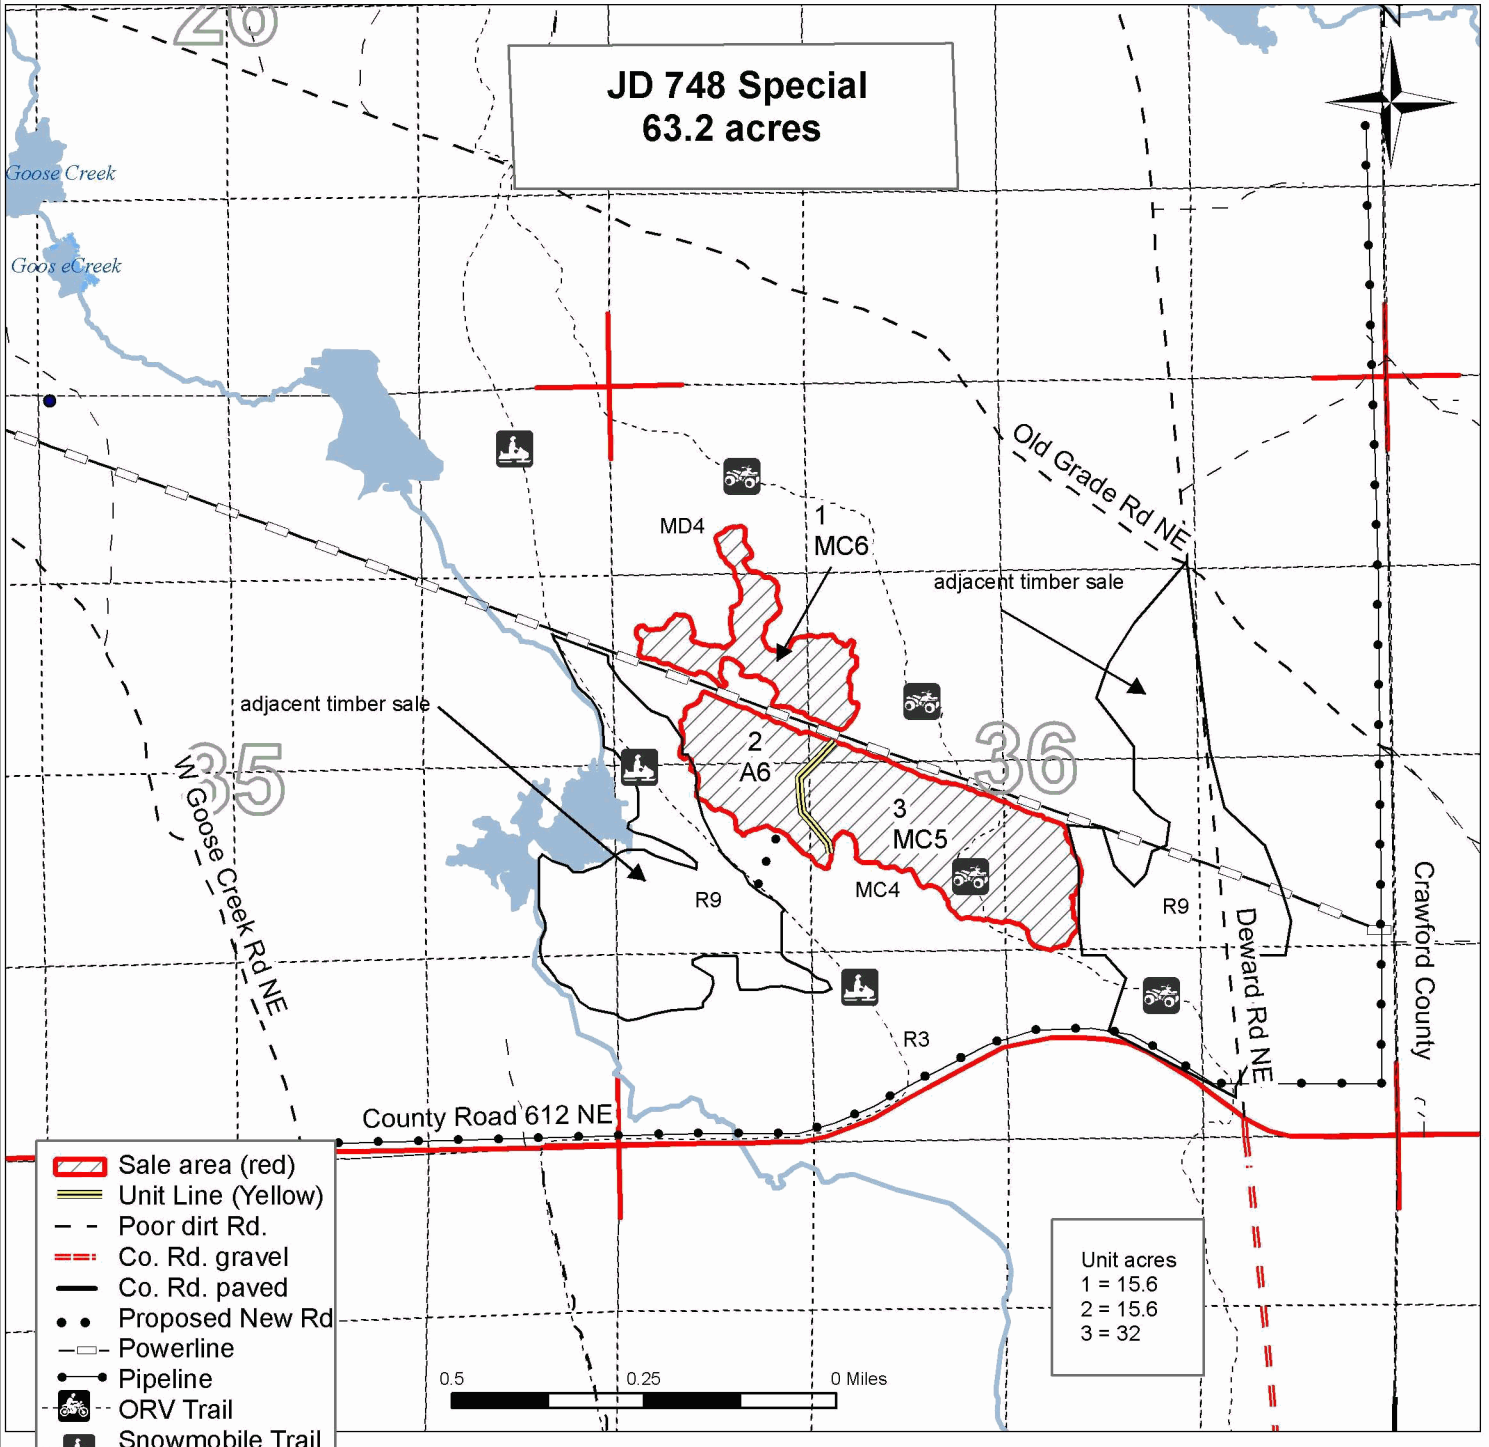 26
N
JD 748 Special
63.2 acres
Goose Creek
Goos eCreek
Old Grade Rd NE
MD4
1
MC6
adjacent timber sale
adjacent timber sale
2
A6
36
35
3
MC5
W Goose Creek Rd NE
MC4
R9
R9
Deward Rd NE
Crawford County
R3
County Road 612 NE
Sale area (red)
Unit Line (Yellow)
Poor dirt Rd.
Co. Rd. gravel
Co. Rd. paved
Proposed New Rd
Powerline
Pipeline
ORV Trail
Snowmobile Trail
Unit acres
1 = 15.6
2 = 15.6
3 = 32
0.5 0.25 0 Miles